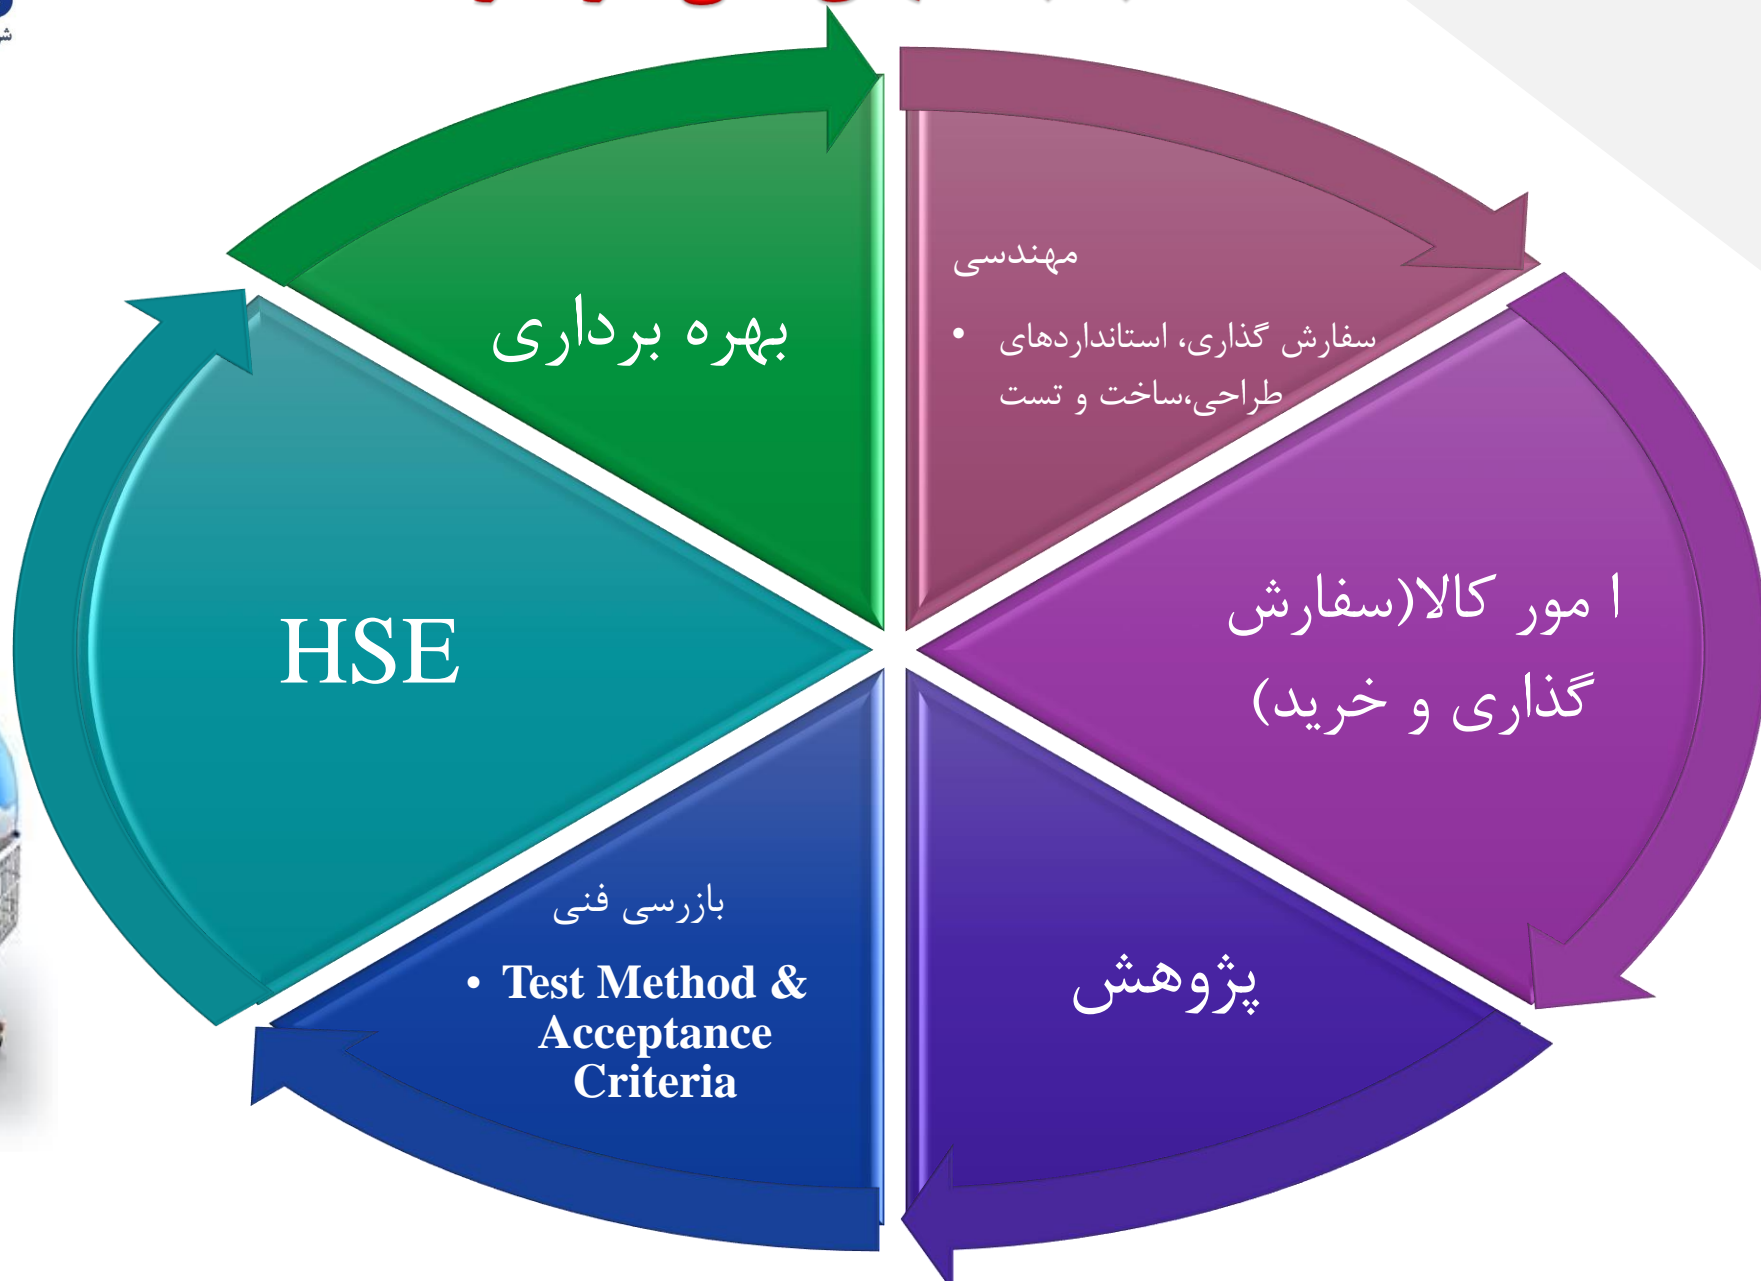 مهندسی
• سفارش گذاری، استانداردهای
طراحی،ساخت و تست
ا مور کالا(سفارش
گذاری و خرید)
پژوهش
بازرسی فنی
• Test Method &
Acceptance
Criteria
HSE
بهره برداری